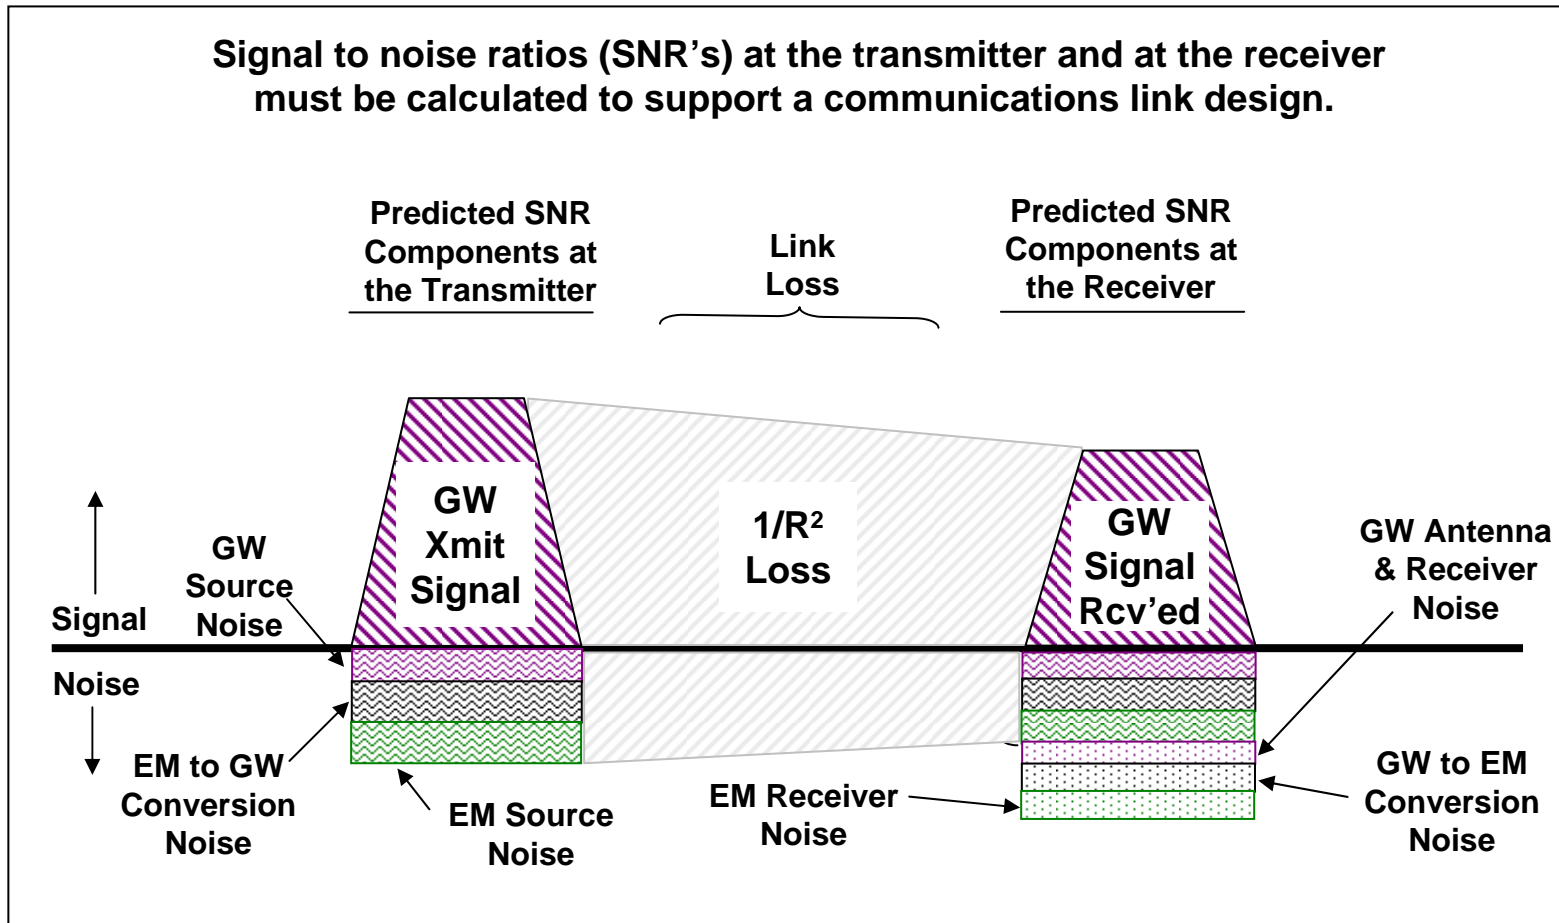 Signal to noise ratios (SNR’s) at the transmitter and at the receiver
must be calculated to support a communications link design.
Predicted SNR
Components at
the Transmitter
Link
Loss
Predicted SNR
Components at
the Receiver
GW
Xmit
Signal
1/R²
Loss
GW
Signal
Rcv’ed
GW
Source
Noise
GW Antenna
& Receiver
Noise
Signal
Noise
EM to GW
Conversion
Noise
EM Source
Noise
EM Receiver
Noise
GW to EM
Conversion
Noise